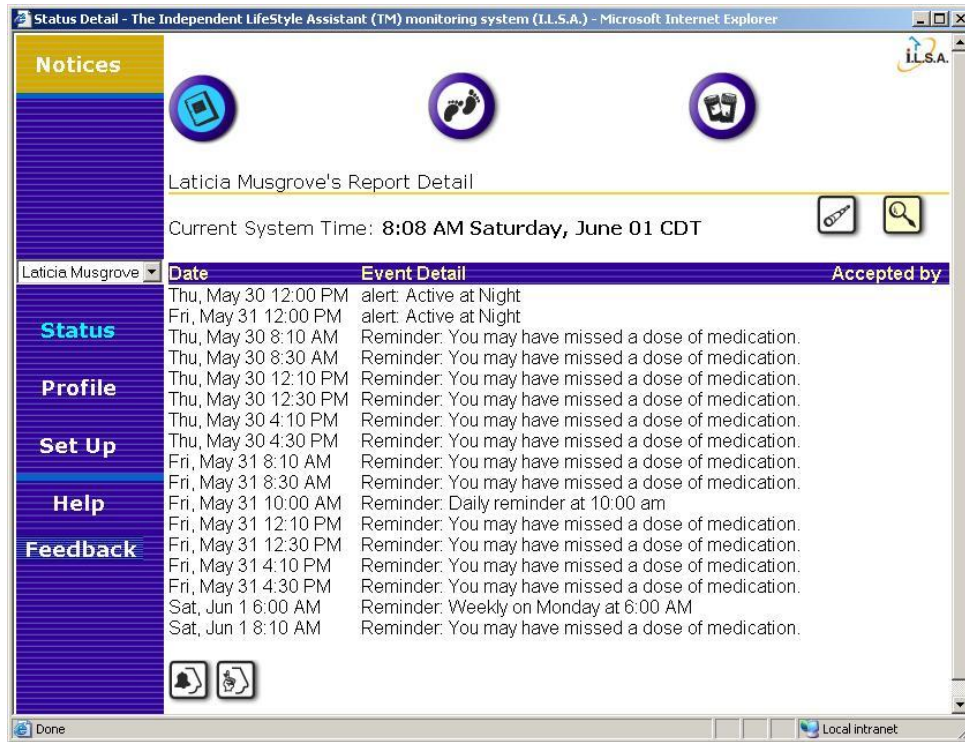 Status Detail - The Independent LifeStyle Assistant (TM) monitoring system (I.L.S.A.) - Microsoft Internet Explorer
Notices
i.L.S.A.
Laticia Musgrove's Report Detail
Current System Time: 8:08 AM Saturday, June 01 CDT
Laticia Musgrove
Date Event Detail Accepted by
Thu, May 30 12:00 PM alert: Active at Night
Fri, May 31 12:00 PM alert: Active at Night
Thu, May 30 8:10 AM Reminder: You may have missed a dose of medication.
Thu, May 30 8:30 AM Reminder: You may have missed a dose of medication.
Thu, May 30 12:10 PM Reminder: You may have missed a dose of medication.
Thu, May 30 12:30 PM Reminder: You may have missed a dose of medication.
Thu, May 30 4:10 PM Reminder: You may have missed a dose of medication.
Thu, May 30 4:30 PM Reminder: You may have missed a dose of medication.
Fri, May 31 8:10 AM Reminder: You may have missed a dose of medication.
Fri, May 31 8:30 AM Reminder: You may have missed a dose of medication.
Fri, May 31 10:00 AM Reminder: Daily reminder at 10:00 am
Fri, May 31 12:10 PM Reminder: You may have missed a dose of medication.
Fri, May 31 12:30 PM Reminder: You may have missed a dose of medication.
Fri, May 31 4:10 PM Reminder: You may have missed a dose of medication.
Fri, May 31 4:30 PM Reminder: You may have missed a dose of medication.
Sat, Jun 1 6:00 AM Reminder: Weekly on Monday at 6:00 AM
Sat, Jun 1 8:10 AM Reminder: You may have missed a dose of medication.
Status
Profile
Set Up
Help
Feedback
Done
Local intranet